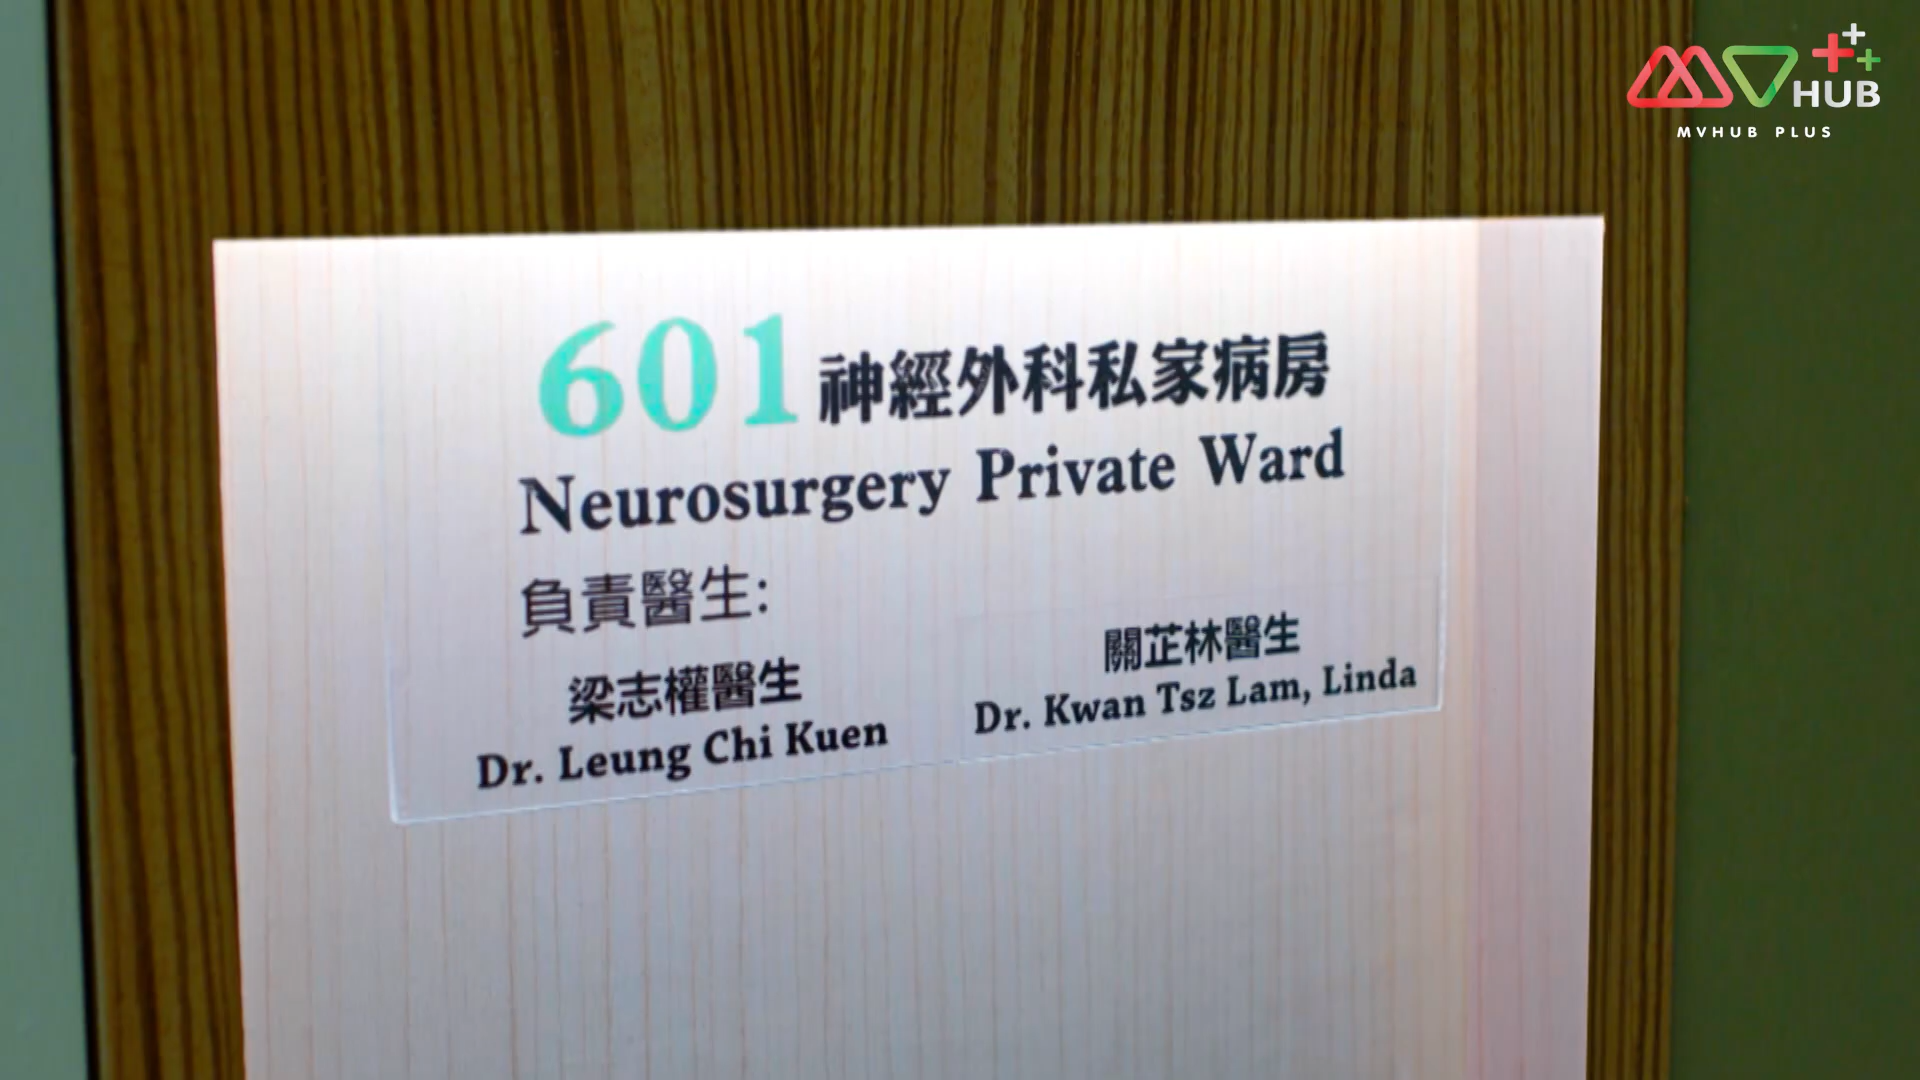 MV HUB
MVHUB PLUS
601 神經外科私家病房
Neurosurgery Private Ward
負責醫生:
梁志權醫生
Dr. Leung Chi Kuen
關芷林醫生
Dr. Kwan Tsz Lam, Linda